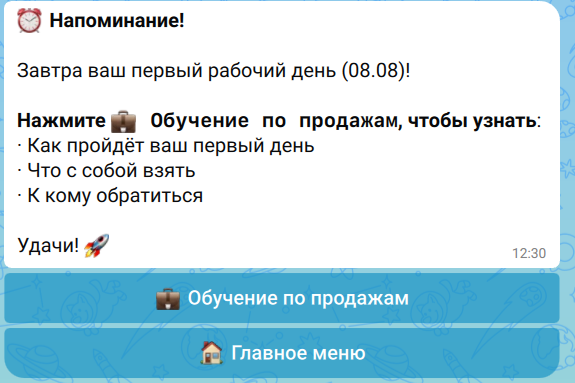 ⏰ Напоминание!
Завтра ваш первый рабочий день (08.08)!
Нажмите 💼 Обучение по продажам, чтобы узнать:
· Как пройдёт ваш первый день
· Что с собой взять
· К кому обратиться
Удачи! 🚀
12:30
💼 Обучение по продажам
🏠 Главное меню